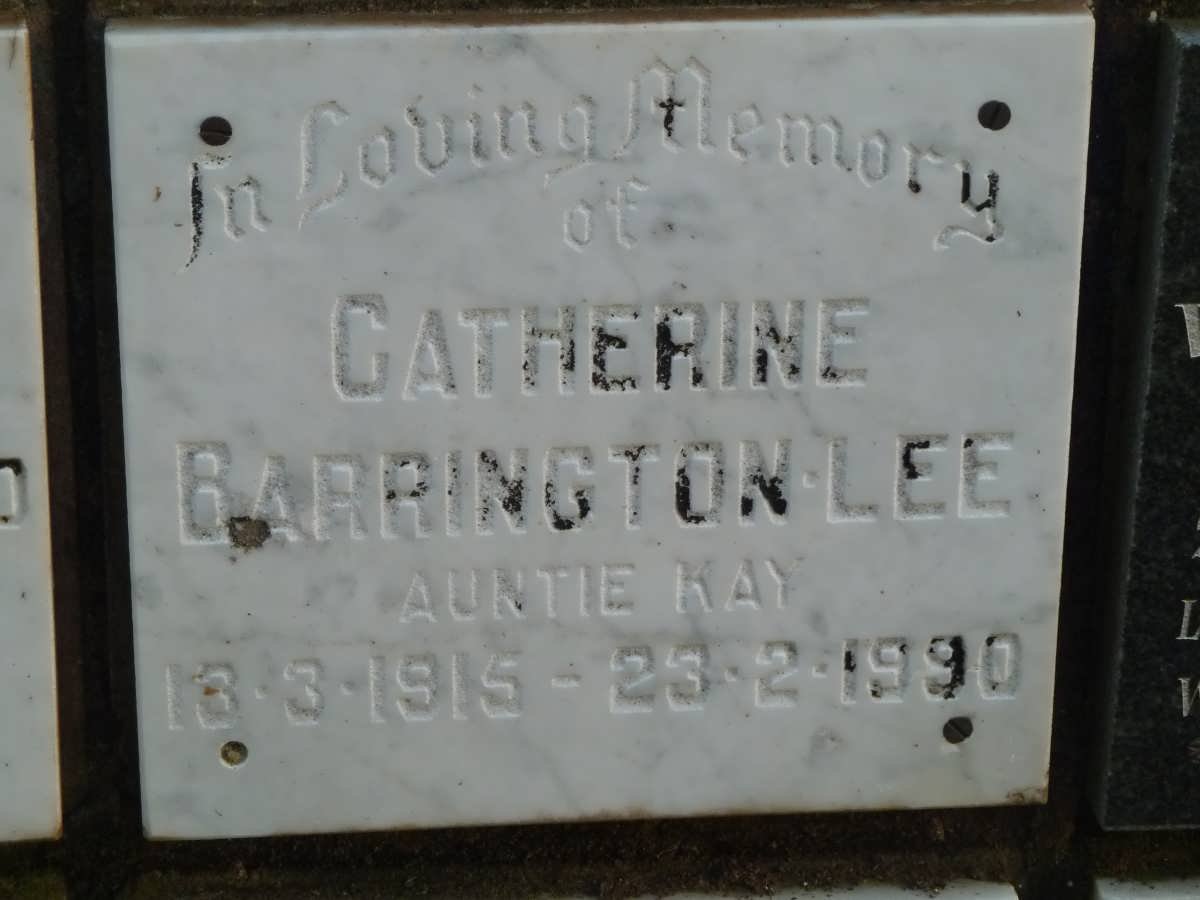 In Loving Memory
of
CATHERINE
BARRINGTON-LEE
AUNTIE KAY
13·3·1915 - 23·2·1990